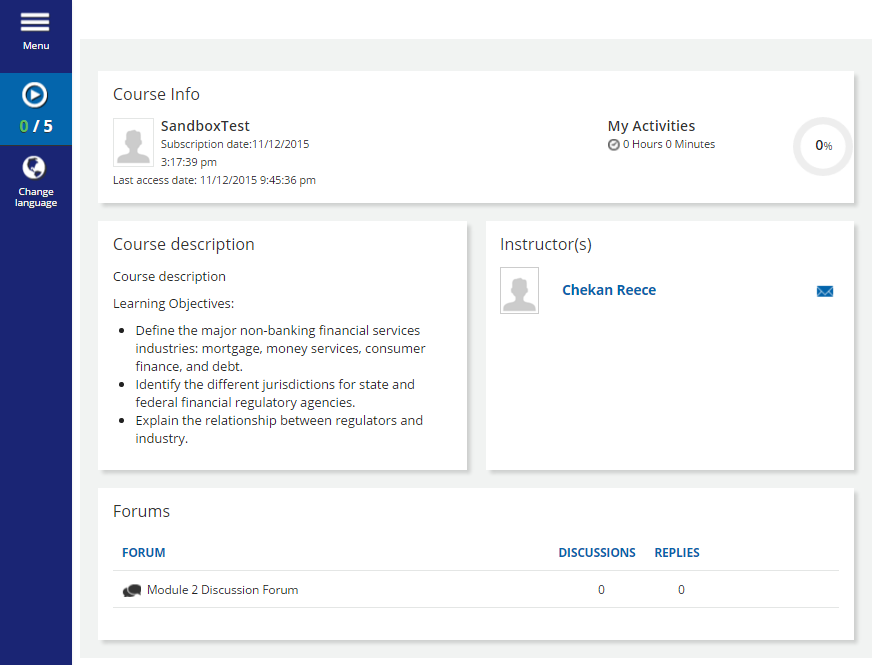 Menu
0 / 5
Change
language
Course Info
SandboxTest
Subscription date:11/12/2015
3:17:39 pm
Last access date: 11/12/2015 9:45:36 pm
My Activities
0 Hours 0 Minutes
0%
Course description
Course description
Learning Objectives:
• Define the major non-banking financial services
industries: mortgage, money services, consumer
finance, and debt.
• Identify the different jurisdictions for state and
federal financial regulatory agencies.
• Explain the relationship between regulators and
industry.
Instructor(s)
Chekan Reece
Forums
FORUM DISCUSSIONS REPLIES
Module 2 Discussion Forum 0 0